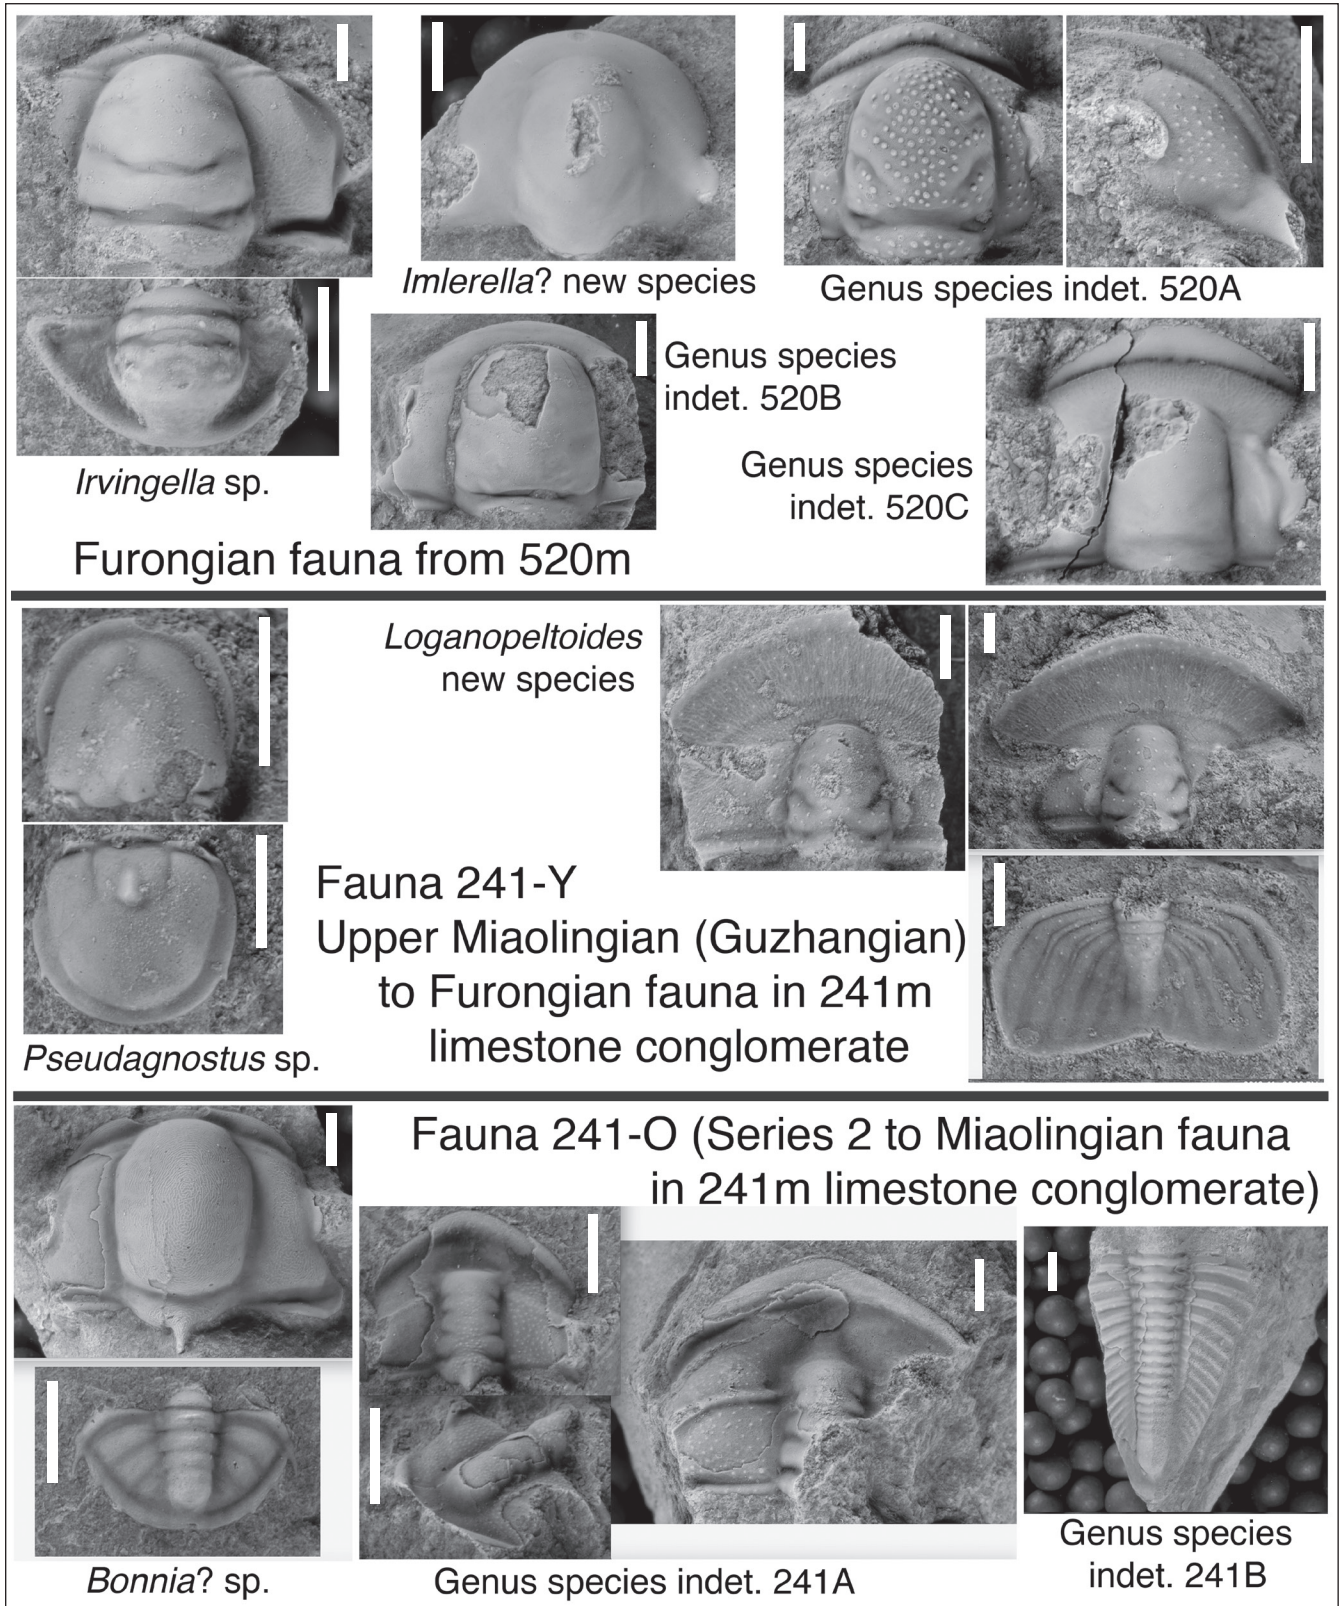 Imlerella? new species
Genus species indet. 520A
Genus species
indet. 520B
Genus species
indet. 520C
Irvingella sp.
Furongian fauna from 520m
Loganopeltoides
new species
Fauna 241-Y
Upper Miaolingian (Guzhangian)
to Furongian fauna in 241m
limestone conglomerate
Pseudagnostus sp.
Fauna 241-O (Series 2 to Miaolingian fauna
in 241m limestone conglomerate)
Genus species
indet. 241B
Bonnia? sp.
Genus species indet. 241A